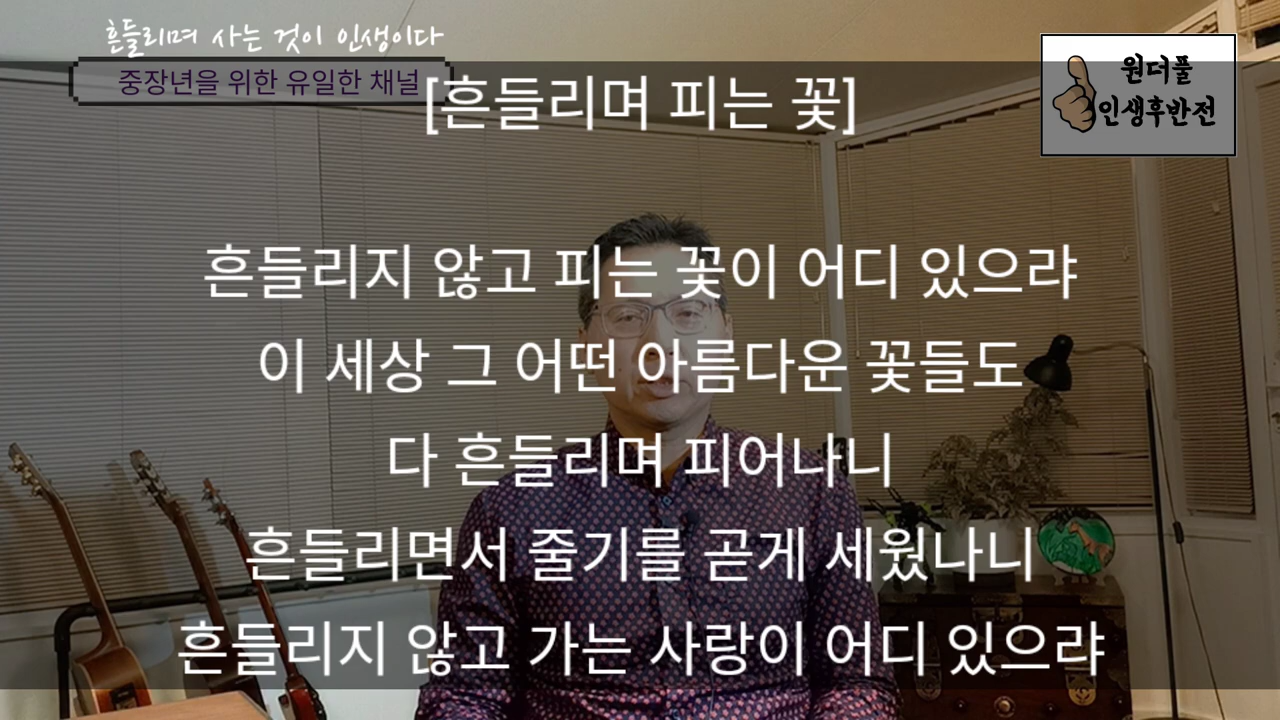 흔들리며 사는 것이 인생이다
중장년을 위한 유일한 채널
원더풀
인생후반전
[흔들리며 피는 꽃]
흔들리지 않고 피는 꽃이 어디 있으랴
이 세상 그 어떤 아름다운 꽃들도
다 흔들리며 피어나니
흔들리면서 줄기를 곧게 세웠나니
흔들리지 않고 가는 사랑이 어디 있으랴